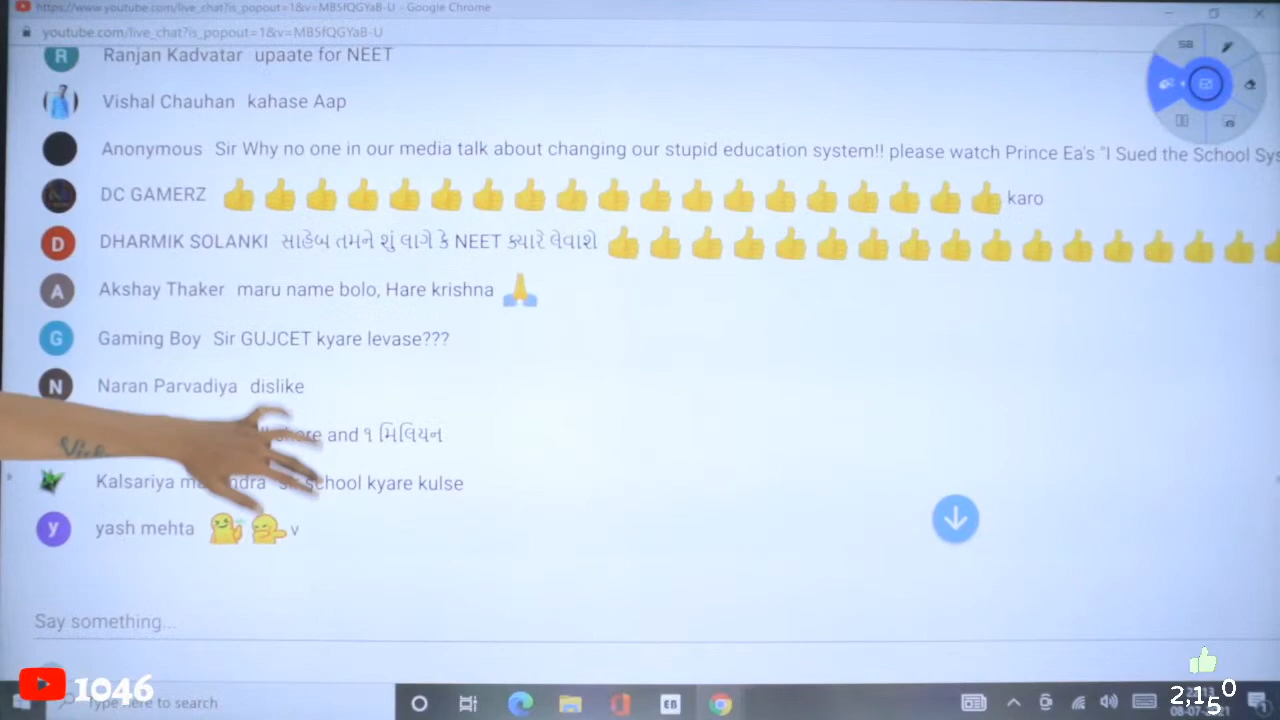 https://www.youtube.com/live_chat?is_popout=1&v=MB5fQGYaB-U - Google Chrome
youtube.com/live_chat?is_popout=1&v=MB5fQGYaB-U
R Ranjan Kadvatar upaate for NEET
Vishal Chauhan kahase Aap
Anonymous Sir Why no one in our media talk about changing our stupid education system!! please watch Prince Ea's "I Sued the School Sys
DC GAMERZ 👍👍👍👍👍👍👍👍👍👍👍👍👍👍👍👍👍👍👍 karo
D DHARMIK SOLANKI સાહેબ તમને શું લાગે કે NEET ક્યારે લેવાશે 👍👍👍👍👍👍👍👍👍👍👍👍👍👍👍👍👍
A Akshay Thaker maru name bolo, Hare krishna 🙏
G Gaming Boy Sir GUJCET kyare levase???
N Naran Parvadiya dislike
and ૧ મિલિયન
Kalsariya school kyare kulse
y yash mehta v
Say something...
1046
Type here to search
EB
2,150